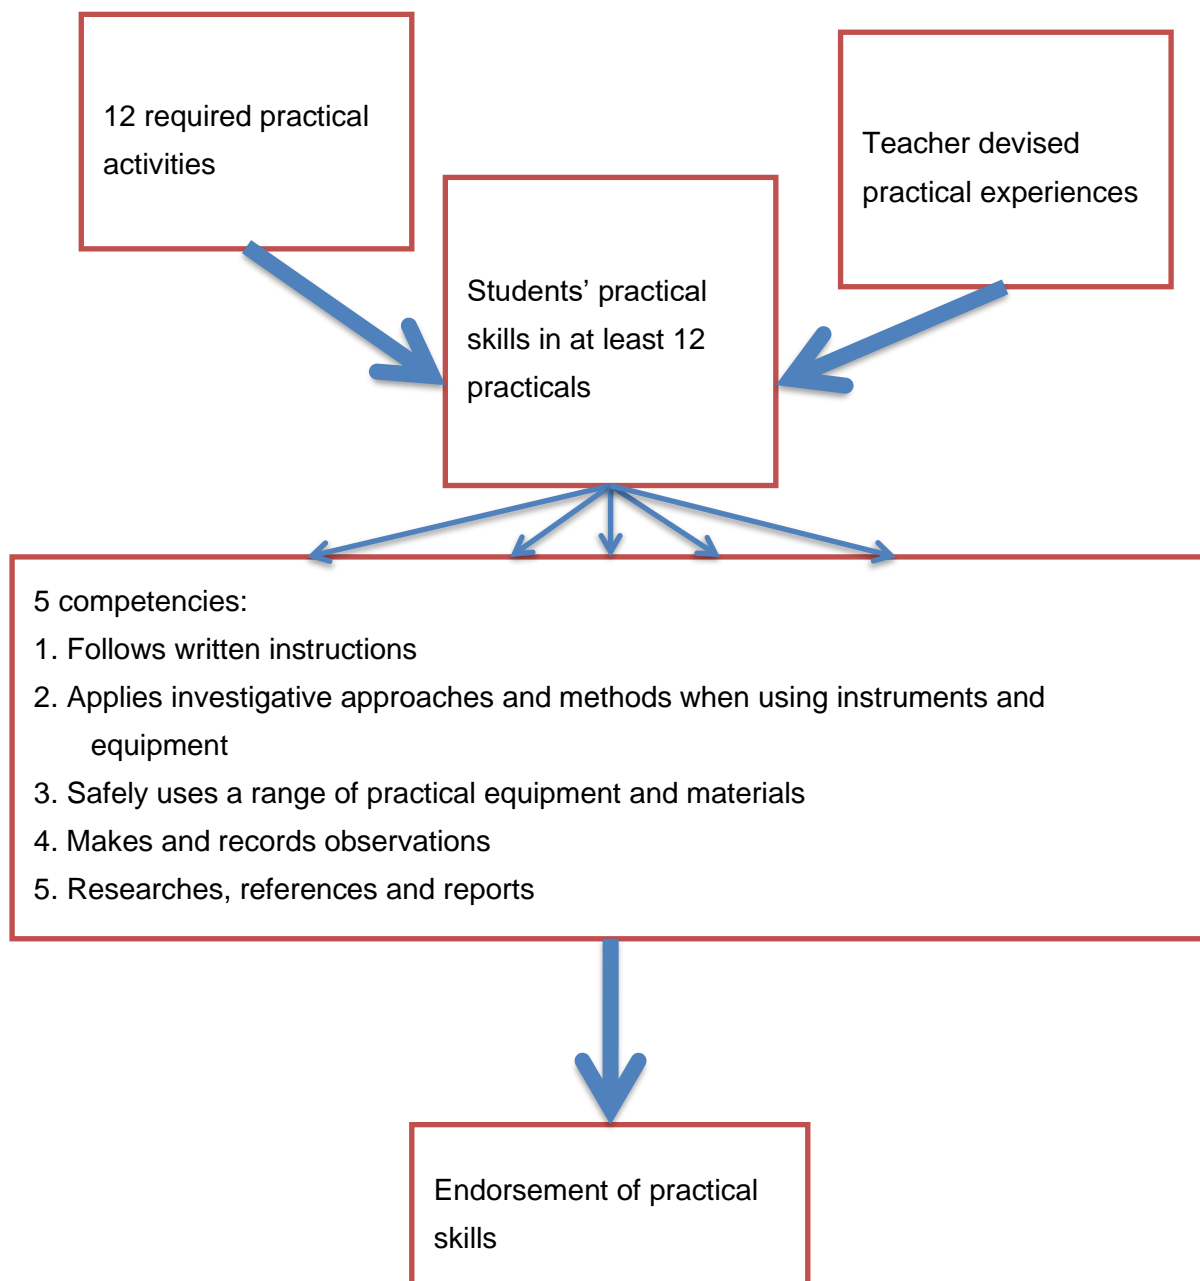 12 required practical
activities
Teacher devised
practical experiences
Students’ practical
skills in at least 12
practicals
5 competencies:
1. Follows written instructions
2. Applies investigative approaches and methods when using instruments and
equipment
3. Safely uses a range of practical equipment and materials
4. Makes and records observations
5. Researches, references and reports
Endorsement of practical
skills